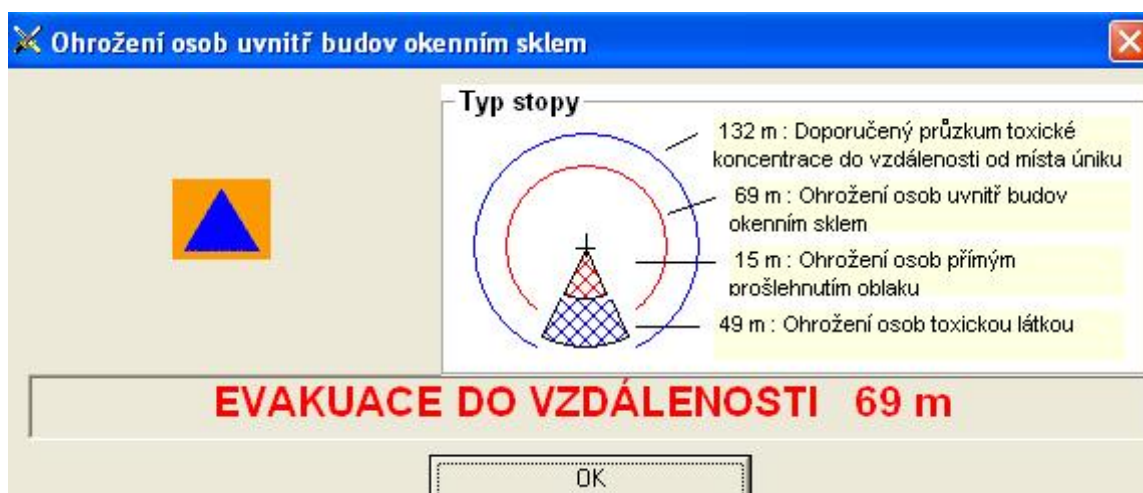 Ohrožení osob uvnitř budov okenním sklem
Typ stopy
132 m : Doporučený průzkum toxické
koncentrace do vzdálenosti od místa úniku
69 m : Ohrožení osob uvnitř budov
okenním sklem
15 m : Ohrožení osob přímým
prošlehnutím oblaku
49 m : Ohrožení osob toxickou látkou
EVAKUACE DO VZDÁLENOSTI 69 m
OK